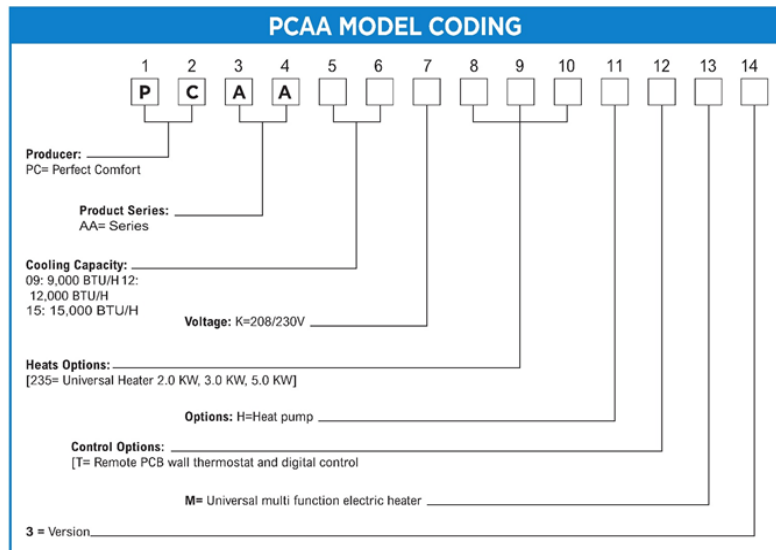 PCAA MODEL CODING
1 2 3 4 5 6 7 8 9 10 11 12 13 14
P C A A
Producer:
PC= Perfect Comfort
Product Series:
AA= Series
Cooling Capacity:
09: 9,000 BTU/H 12:
12,000 BTU/H
15: 15,000 BTU/H
Voltage: K=208/230V
Heats Options:
[235= Universal Heater 2.0 KW, 3.0 KW, 5.0 KW]
Options: H=Heat pump
Control Options:
[T= Remote PCB wall thermostat and digital control
M= Universal multi function electric heater
3 = Version